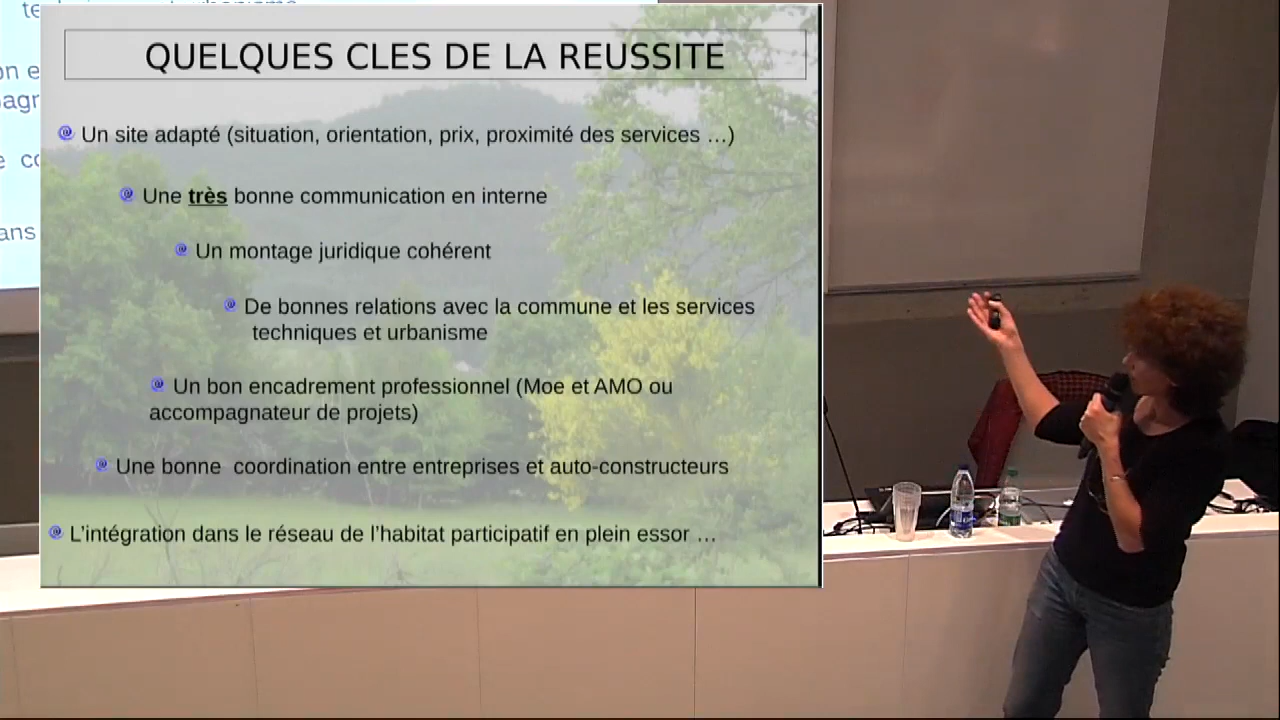 QUELQUES CLES DE LA REUSSITE
Un site adapté (situation, orientation, prix, proximité des services …)
Une très bonne communication en interne
Un montage juridique cohérent
De bonnes relations avec la commune et les services
techniques et urbanisme
Un bon encadrement professionnel (Moe et AMO ou
accompagnateur de projets)
Une bonne  coordination entre entreprises et auto-constructeurs
L'intégration dans le réseau de l'habitat participatif en plein essor …